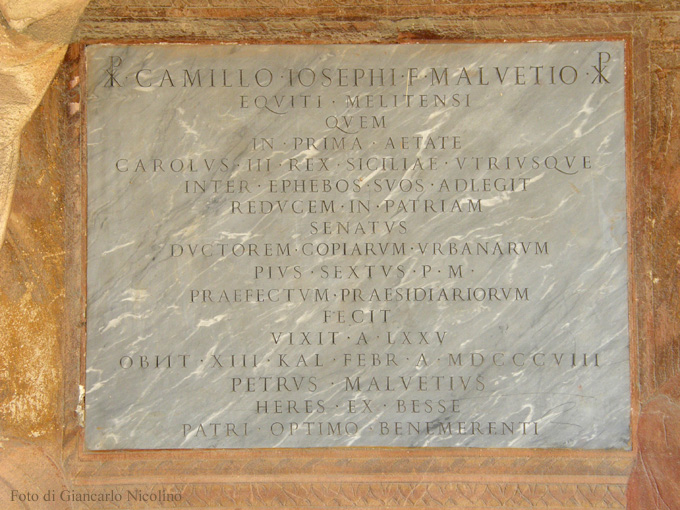 ☧ · CAMILLO · IOSEPHI · F · MALVETIO · ☧
EQVITI · MELITENSI
QVEM
IN · PRIMA · AETATE
CAROLVS · III · REX · SICILIAE · VTRIVSQVE
INTER · EPHEBOS · SVOS · ADLEGIT
REDVCEM · IN · PATRIAM
SENATVS
DVCTOREM · COPIARVM · VRBANARVM
PIVS · SEXTVS · P · M ·
PRAEFECTVM · PRAESIDIARIORVM
FECIT
VIXIT · A · LXXV
OBIIT · XIII · KAL · FEBR · A · MDCCCVIII
PETRVS · MALVETIVS
HERES · EX · BESSE
PATRI · OPTIMO · BENEMERENTI
Foto di Giancarlo Nicolino